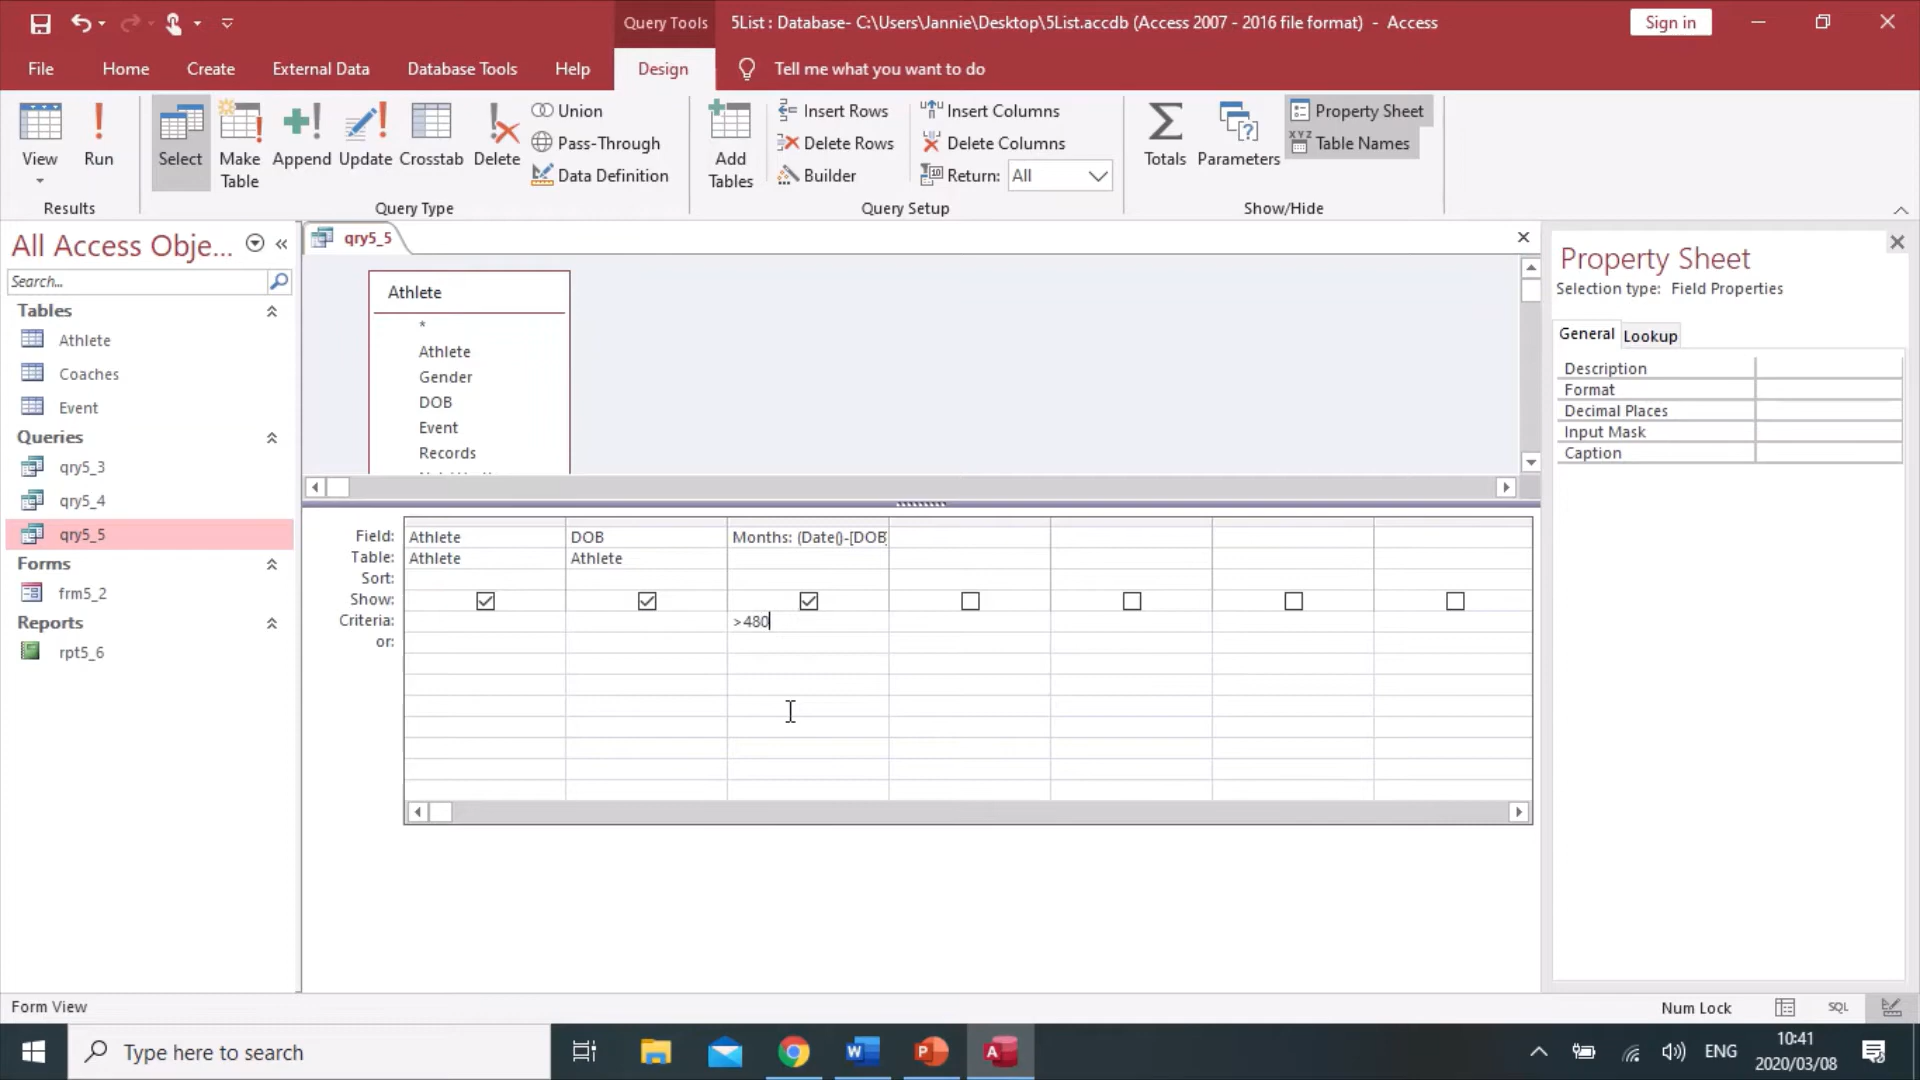 Query Tools
5List : Database- C:\Users\Jannie\Desktop\5List.accdb (Access 2007 - 2016 file format) - Access
Sign in
File
Home
Create
External Data
Database Tools
Help
Design
Tell me what you want to do
View
Run
Select
Make
Table
Append
Update
Crosstab
Delete
Union
Pass-Through
Data Definition
Add
Tables
Insert Rows
Delete Rows
Builder
Insert Columns
Delete Columns
Return: All
Totals
Parameters
Property Sheet
Table Names
Results
Query Type
Query Setup
Show/Hide
All Access Obje...
Search...
Tables
Athlete
Coaches
Event
Queries
qry5_3
qry5_4
qry5_5
Forms
frm5_2
Reports
rpt5_6
qry5_5
Athlete
*
Athlete
Gender
DOB
Event
Records
Field: Athlete DOB Months: (Date()-[DOB]
Table: Athlete Athlete
Sort:
Show:
Criteria: >480
or:
Property Sheet
Selection type: Field Properties
General
Lookup
Description
Format
Decimal Places
Input Mask
Caption
Form View
Num Lock
SQL
Type here to search
ENG
10:41
2020/03/08